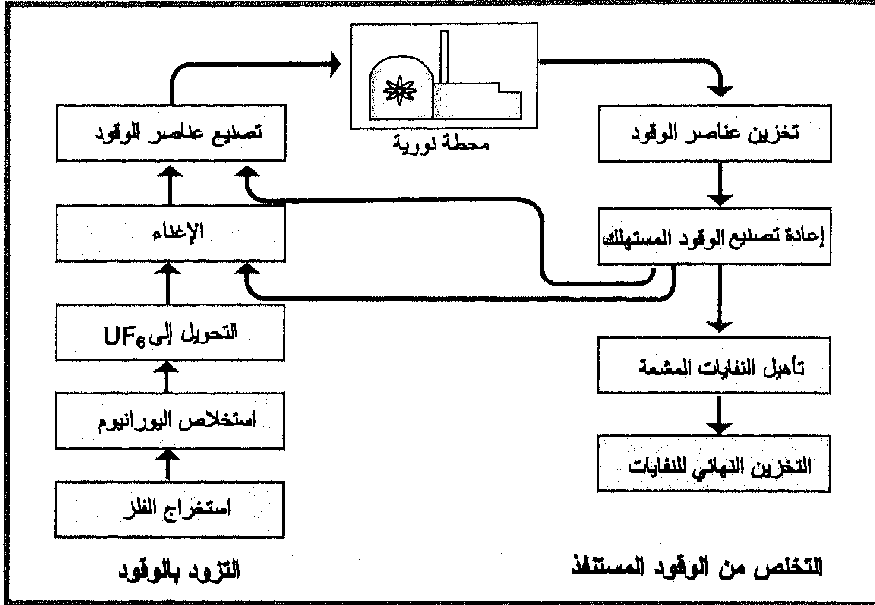 محطة نووية
تصنيع عناصر الوقود
الإغناء
التحويل إلى UF6
استخلاص اليورانيوم
استخراج الفلز
التزود بالوقود
تخزين عناصر الوقود
إعادة تصنيع الوقود المستهلك
تأهيل النفايات المشعة
التخزين النهائي للنفايات
التخلص من الوقود المستنفذ